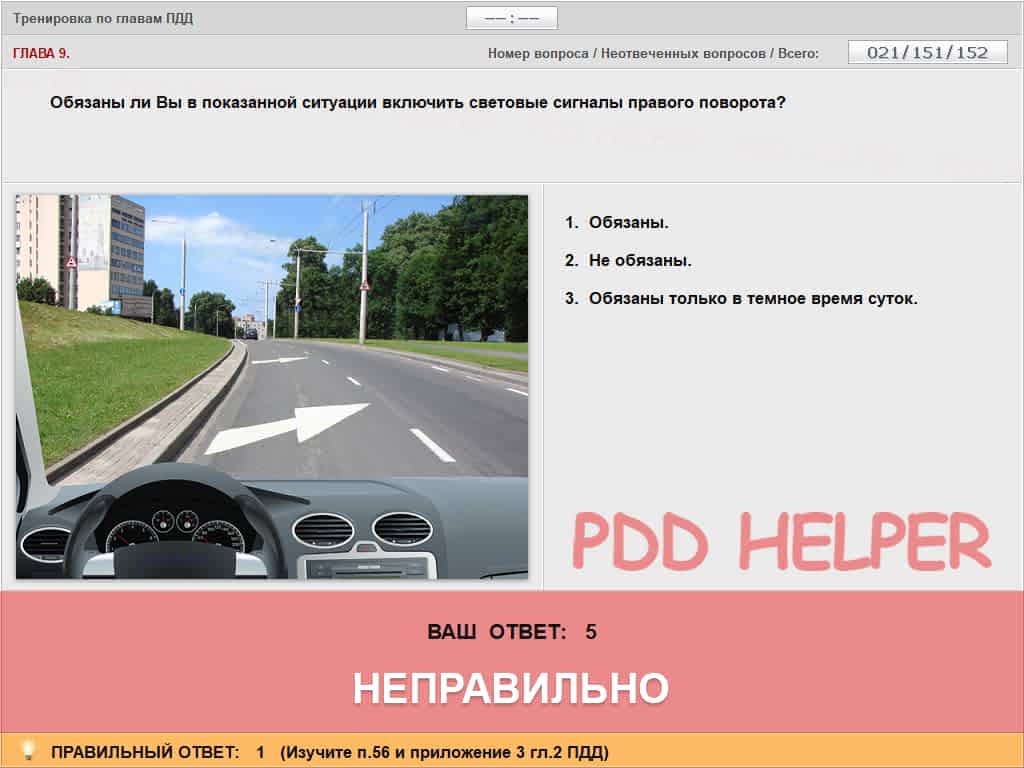 Тренировка по главам ПДД
—— : ——
ГЛАВА 9.
Номер вопроса / Неотвеченных вопросов / Всего:
021/151/152
Обязаны ли Вы в показанной ситуации включить световые сигналы правого поворота?
1. Обязаны.
2. Не обязаны.
3. Обязаны только в темное время суток.
PDD HELPER
ВАШ ОТВЕТ: 5
НЕПРАВИЛЬНО
ПРАВИЛЬНЫЙ ОТВЕТ: 1 (Изучите п.56 и приложение 3 гл.2 ПДД)